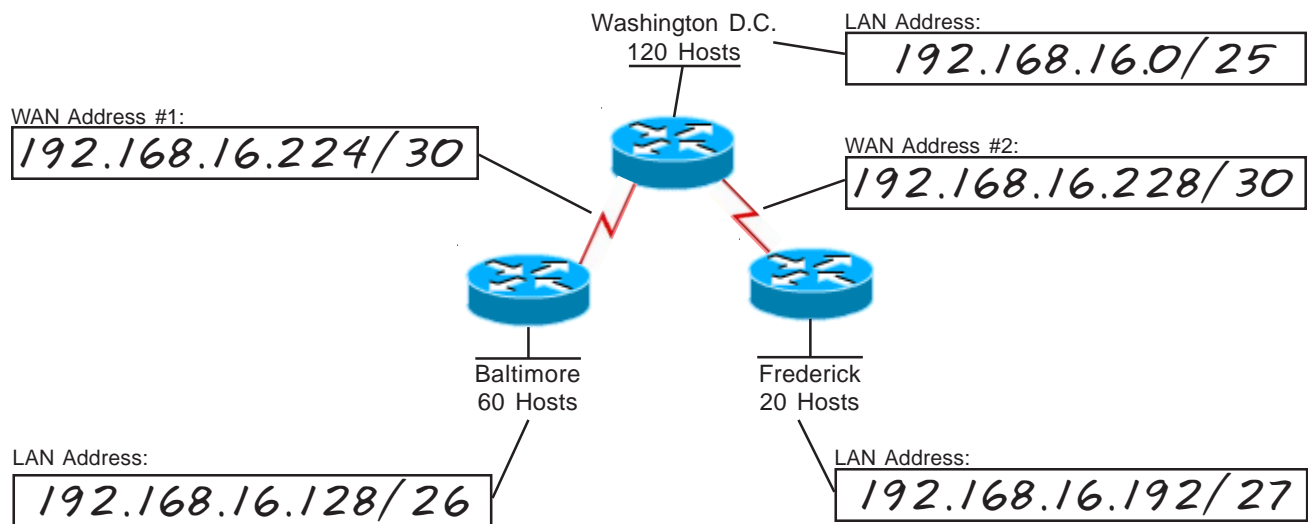 Washington D.C.
120 Hosts
LAN Address:
192.168.16.0/25
WAN Address #1:
192.168.16.224/30
WAN Address #2:
192.168.16.228/30
Baltimore
60 Hosts
Frederick
20 Hosts
LAN Address:
192.168.16.128/26
LAN Address:
192.168.16.192/27